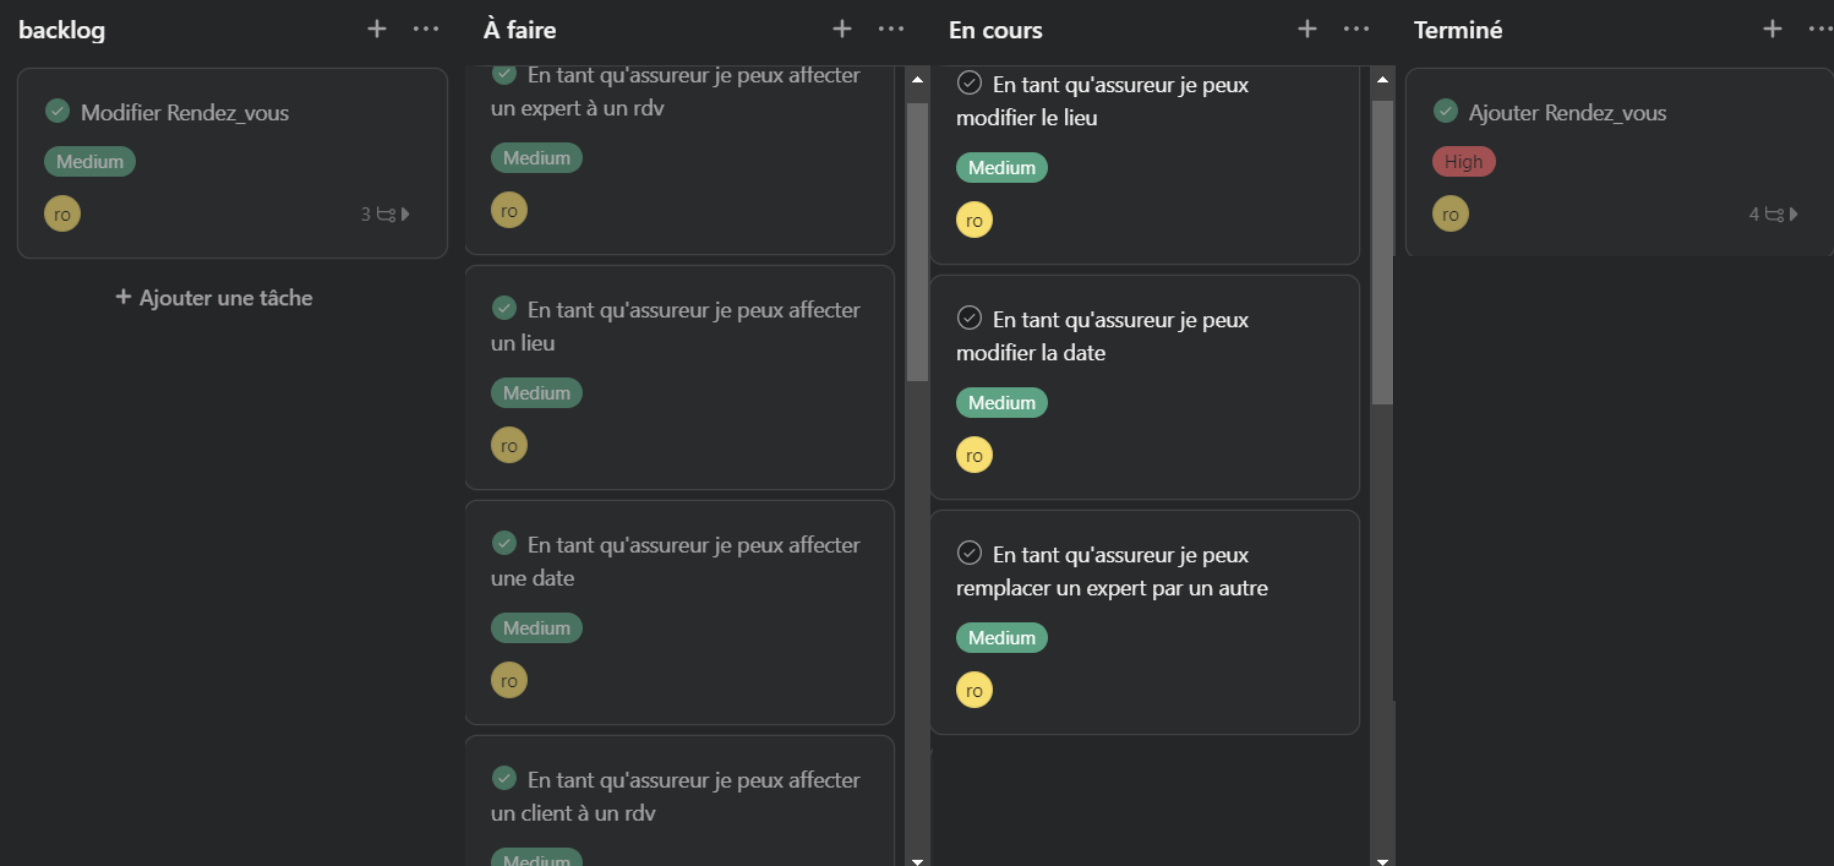 backlog
Modifier Rendez_vous
Medium
ro
3
+ Ajouter une tâche
À faire
En tant qu'assureur je peux affecter
un expert à un rdv
Medium
ro
En tant qu'assureur je peux affecter
un lieu
Medium
ro
En tant qu'assureur je peux affecter
une date
Medium
ro
En tant qu'assureur je peux affecter
un client à un rdv
Medium
En cours
En tant qu'assureur je peux
modifier le lieu
Medium
ro
En tant qu'assureur je peux
modifier la date
Medium
ro
En tant qu'assureur je peux
remplacer un expert par un autre
Medium
ro
Terminé
Ajouter Rendez_vous
High
ro
4